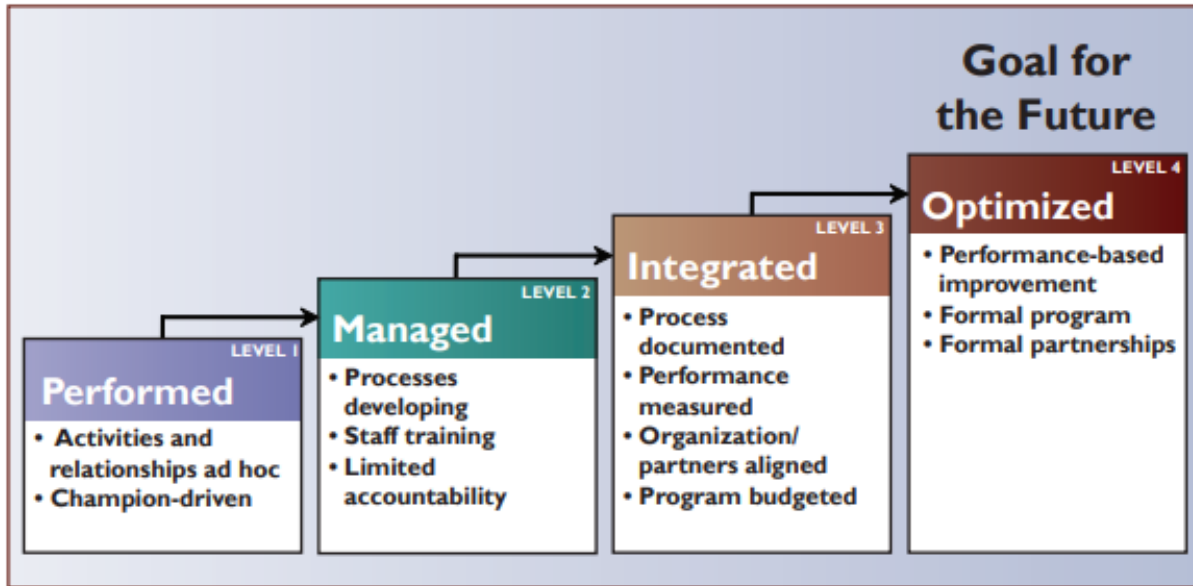 Goal for
the Future
LEVEL 1
Performed
• Activities and
relationships ad hoc
• Champion-driven
LEVEL 2
Managed
• Processes
developing
• Staff training
• Limited
accountability
LEVEL 3
Integrated
• Process
documented
• Performance
measured
• Organization/
partners aligned
• Program budgeted
LEVEL 4
Optimized
• Performance-based
improvement
• Formal program
• Formal partnerships